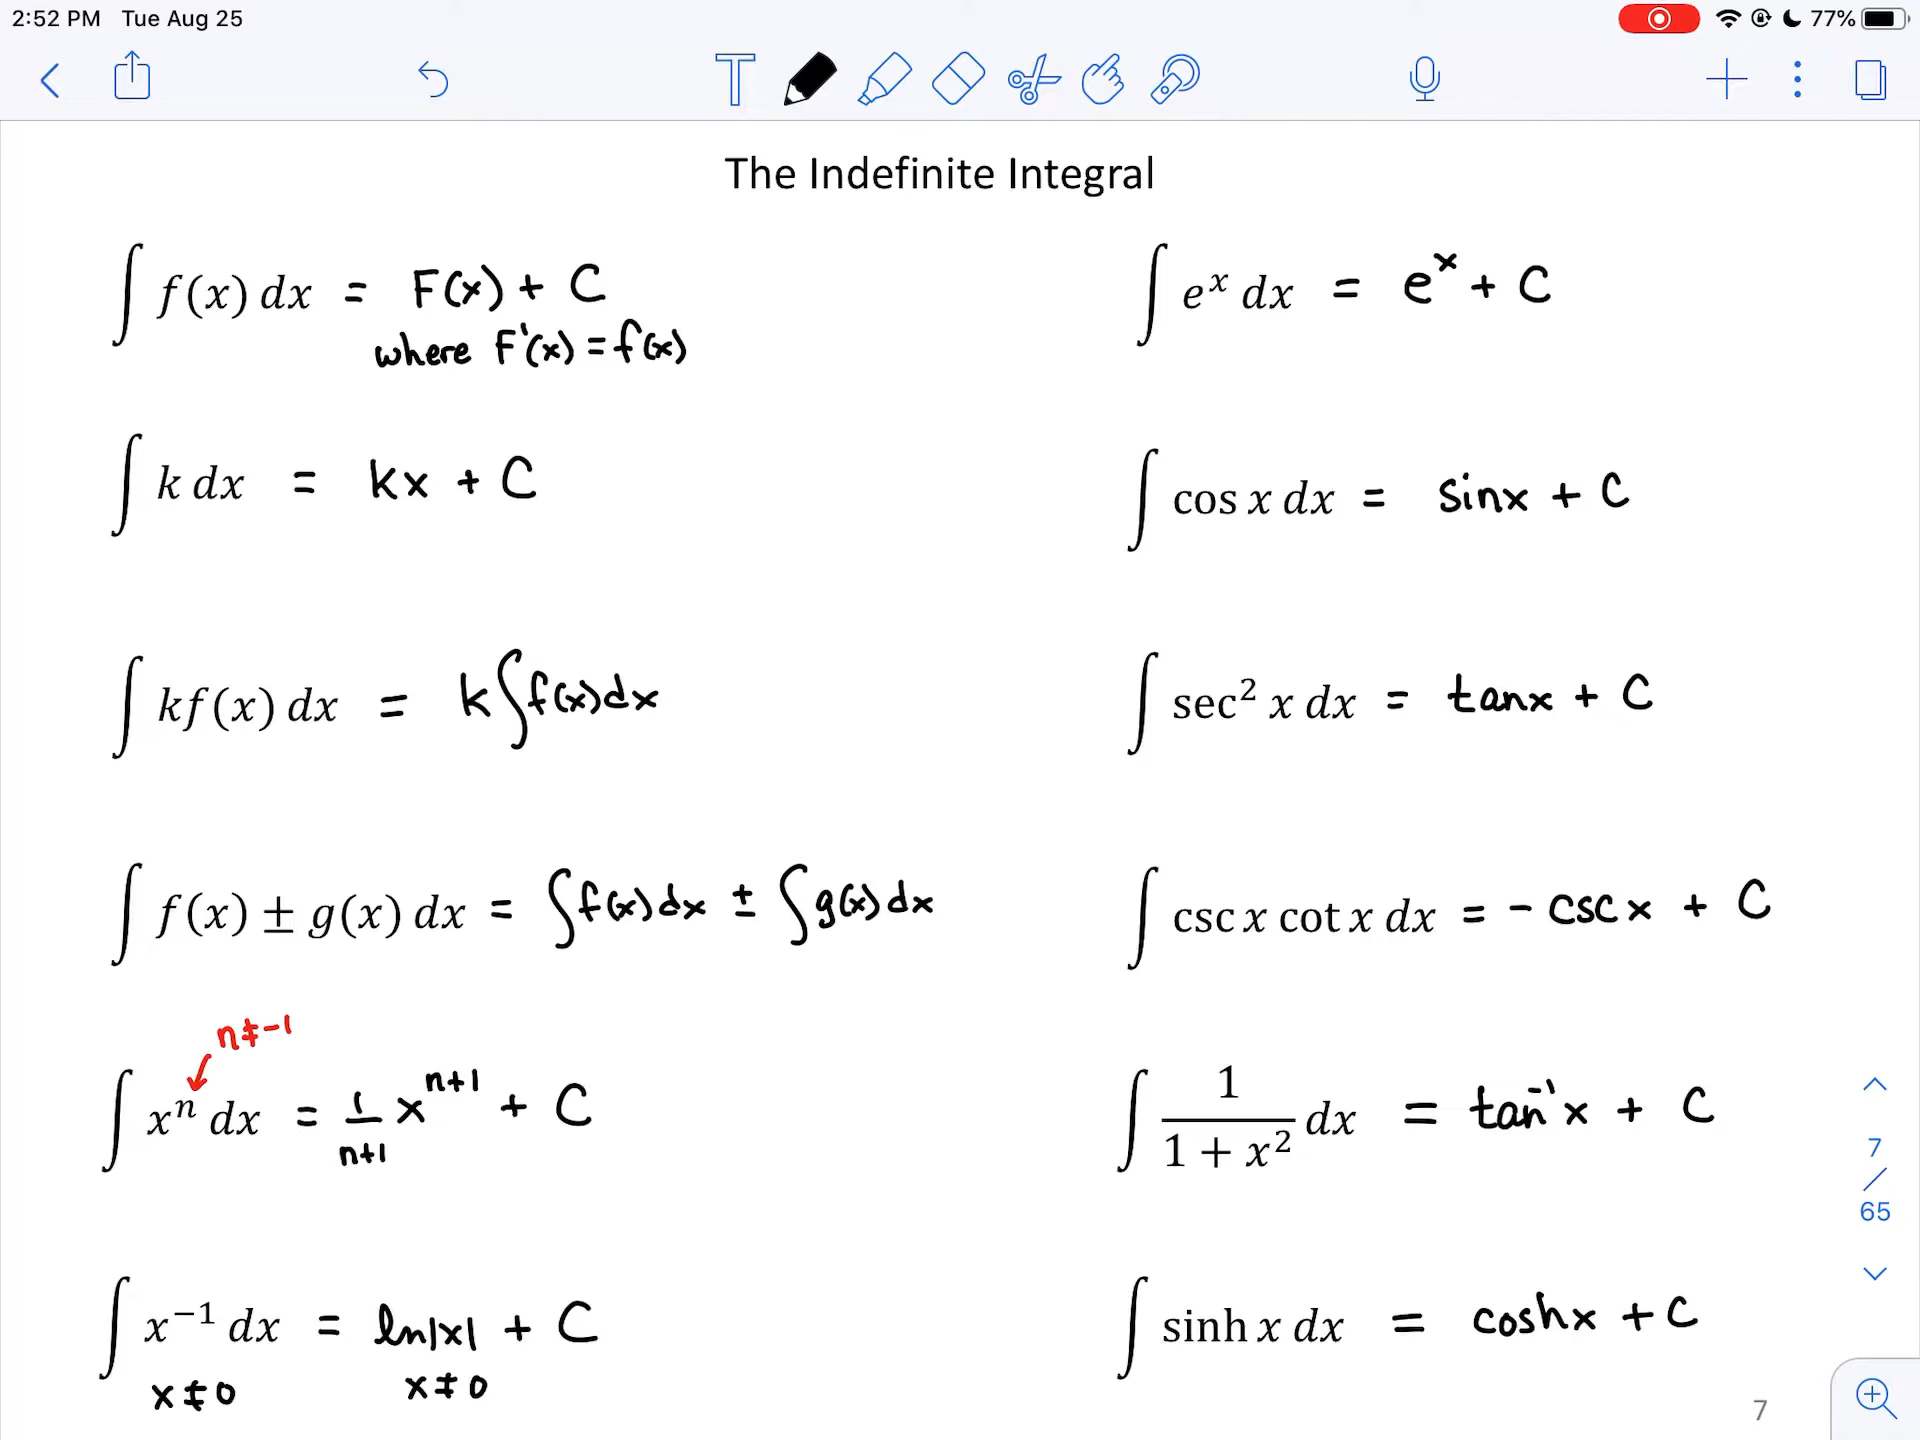 2:52 PM Tue Aug 25
77%
The Indefinite Integral
∫ f(x) dx = F(x) + C
where F'(x) = f(x)
∫ k dx = kx + C
∫ kf(x) dx = k∫f(x)dx
∫ f(x) ± g(x) dx = ∫f(x)dx ± ∫g(x)dx
n≠-1
∫ xⁿ dx = 1/(n+1) xⁿ⁺¹ + C
∫ x⁻¹ dx = ln|x| + C
x≠0 x≠0
∫ eˣ dx = eˣ + C
∫ cos x dx = sinx + C
∫ sec² x dx = tanx + C
∫ csc x cot x dx = - cscx + C
∫ 1/(1 + x²) dx = tan⁻¹x + C
∫ sinh x dx = coshx + C
7
/
65
7